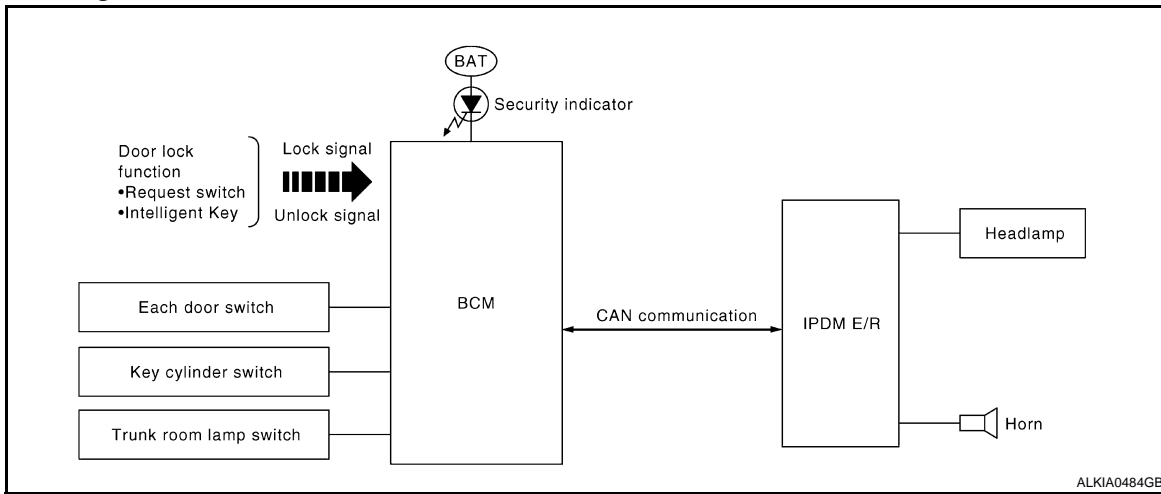 BAT
Security indicator
Door lock
function
•Request switch
•Intelligent Key
Lock signal
Unlock signal
Each door switch
Key cylinder switch
Trunk room lamp switch
BCM
CAN communication
IPDM E/R
Headlamp
Horn
ALKIA0484GB